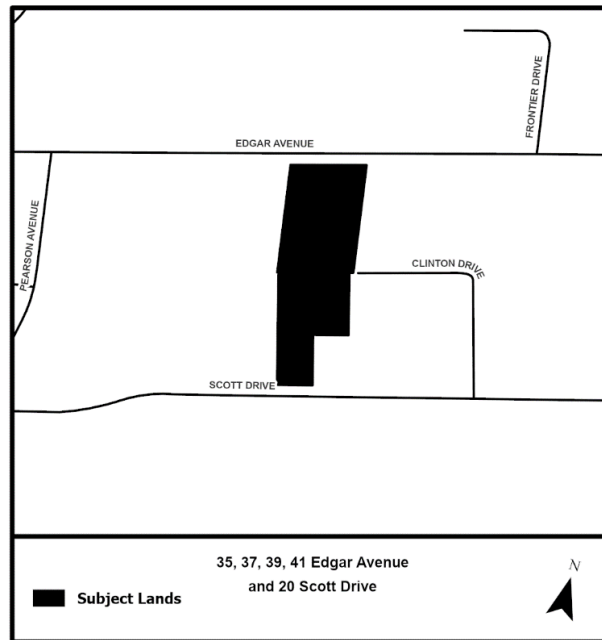 FRONTIER DRIVE
EDGAR AVENUE
PEARSON AVENUE
CLINTON DRIVE
SCOTT DRIVE
35, 37, 39, 41 Edgar Avenue
and 20 Scott Drive
Subject Lands
N